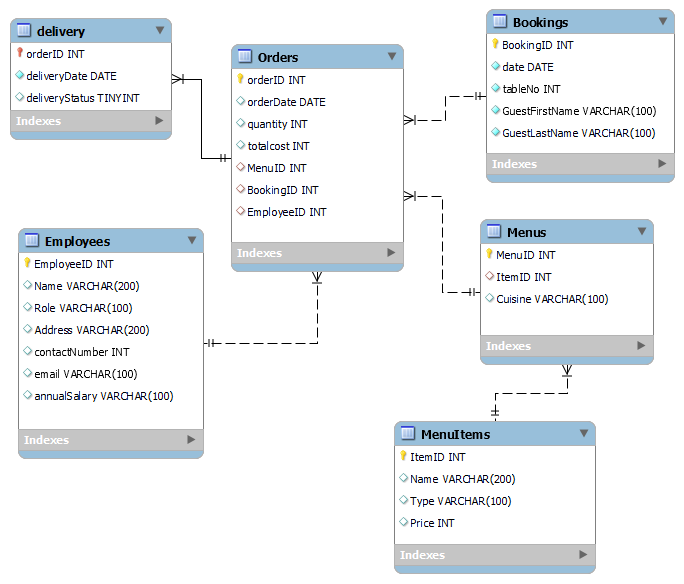 delivery
orderID INT
deliveryDate DATE
deliveryStatus TINYINT
Indexes
Orders
orderID INT
orderDate DATE
quantity INT
totalcost INT
MenuID INT
BookingID INT
EmployeeID INT
Indexes
Bookings
BookingID INT
date DATE
tableNo INT
GuestFirstName VARCHAR(100)
GuestLastName VARCHAR(100)
Indexes
Employees
EmployeeID INT
Name VARCHAR(200)
Role VARCHAR(100)
Address VARCHAR(200)
contactNumber INT
email VARCHAR(100)
annualSalary VARCHAR(100)
Indexes
Menus
MenuID INT
ItemID INT
Cuisine VARCHAR(100)
Indexes
MenuItems
ItemID INT
Name VARCHAR(200)
Type VARCHAR(100)
Price INT
Indexes